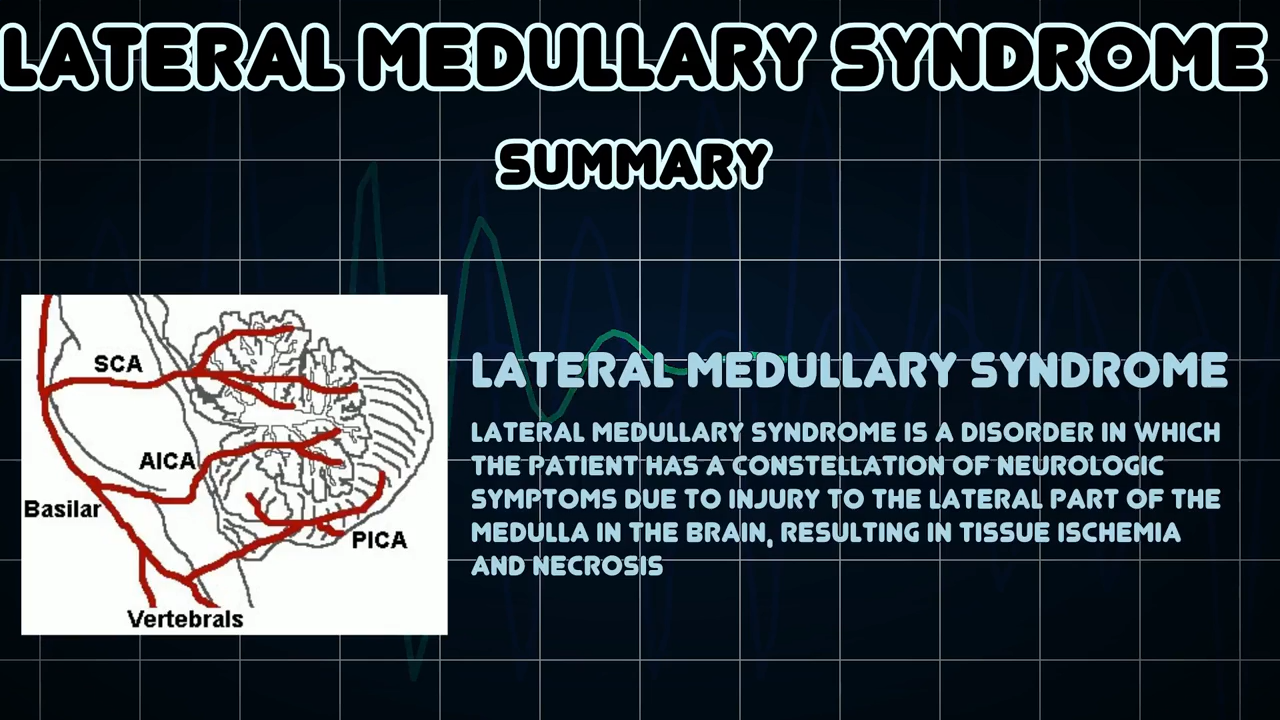 LATERAL MEDULLARY SYNDROME
SUMMARY
SCA
AICA
Basilar
PICA
Vertebrals
LATERAL MEDULLARY SYNDROME
LATERAL MEDULLARY SYNDROME IS A DISORDER IN WHICH
THE PATIENT HAS A CONSTELLATION OF NEUROLOGIC
SYMPTOMS DUE TO INJURY TO THE LATERAL PART OF THE
MEDULLA IN THE BRAIN, RESULTING IN TISSUE ISCHEMIA
AND NECROSIS